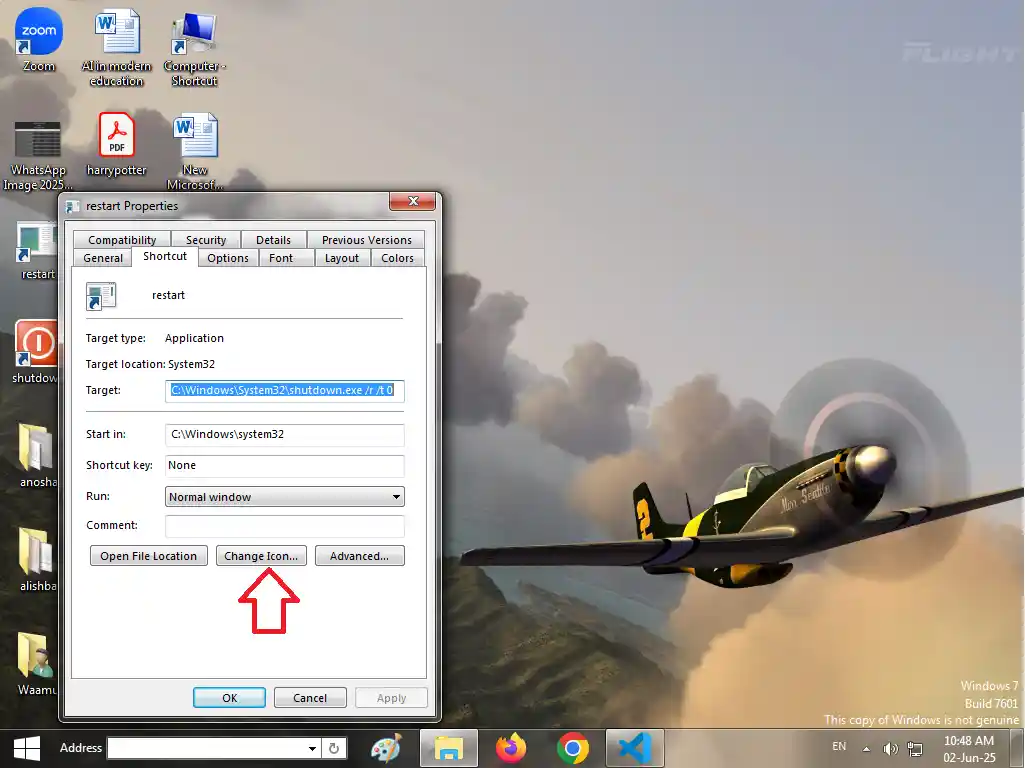 zoom
Zoom
AI in modern
education
Computer -
Shortcut
WhatsApp
Image 2025...
PDF
harrypotter
New
Microsof...
restart
shutdow
anosha
alishba
Waamu
FLIGHT
restart Properties
Compatibility Security Details Previous Versions
General Shortcut Options Font Layout Colors
restart
Target type: Application
Target location: System32
Target: C:\Windows\System32\shutdown.exe /r /t 0
Start in: C:\Windows\system32
Shortcut key: None
Run: Normal window
Comment:
Open File Location Change Icon... Advanced...
OK Cancel Apply
Miss Seattle
2
Windows 7
Build 7601
This copy of Windows is not genuine
Address
EN
10:48 AM
02-Jun-25